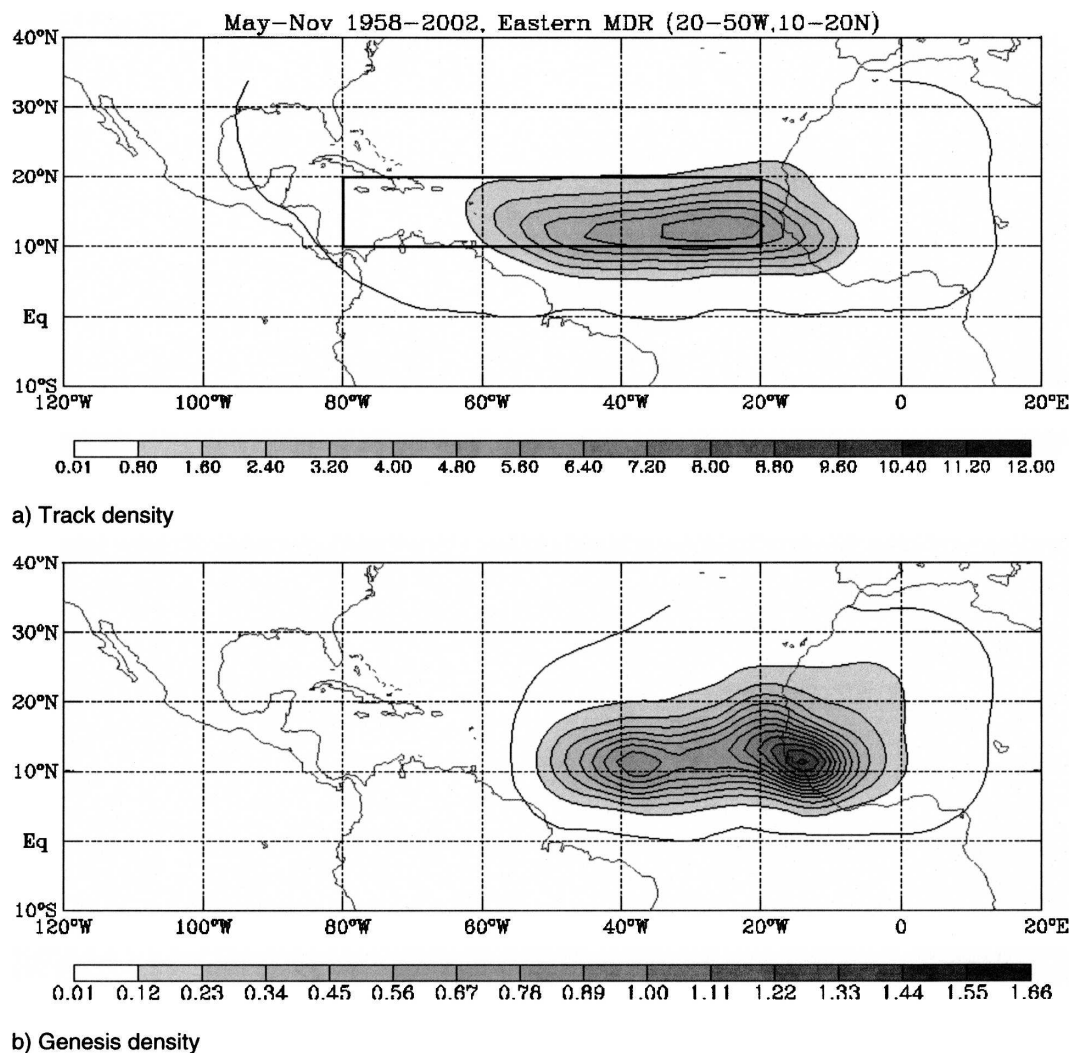 May-Nov 1958-2002, Eastern MDR (20-50W,10-20N)
40°N
30°N
20°N
10°N
Eq
10°S
120°W 100°W 80°W 60°W 40°W 20°W 0 20°E
0.01 0.80 1.60 2.40 3.20 4.00 4.80 5.60 6.40 7.20 8.00 8.80 9.60 10.40 11.20 12.00
a) Track density
40°N
30°N
20°N
10°N
Eq
10°S
120°W 100°W 80°W 60°W 40°W 20°W 0 20°E
0.01 0.12 0.23 0.34 0.45 0.56 0.67 0.78 0.89 1.00 1.11 1.22 1.33 1.44 1.55 1.66
b) Genesis density